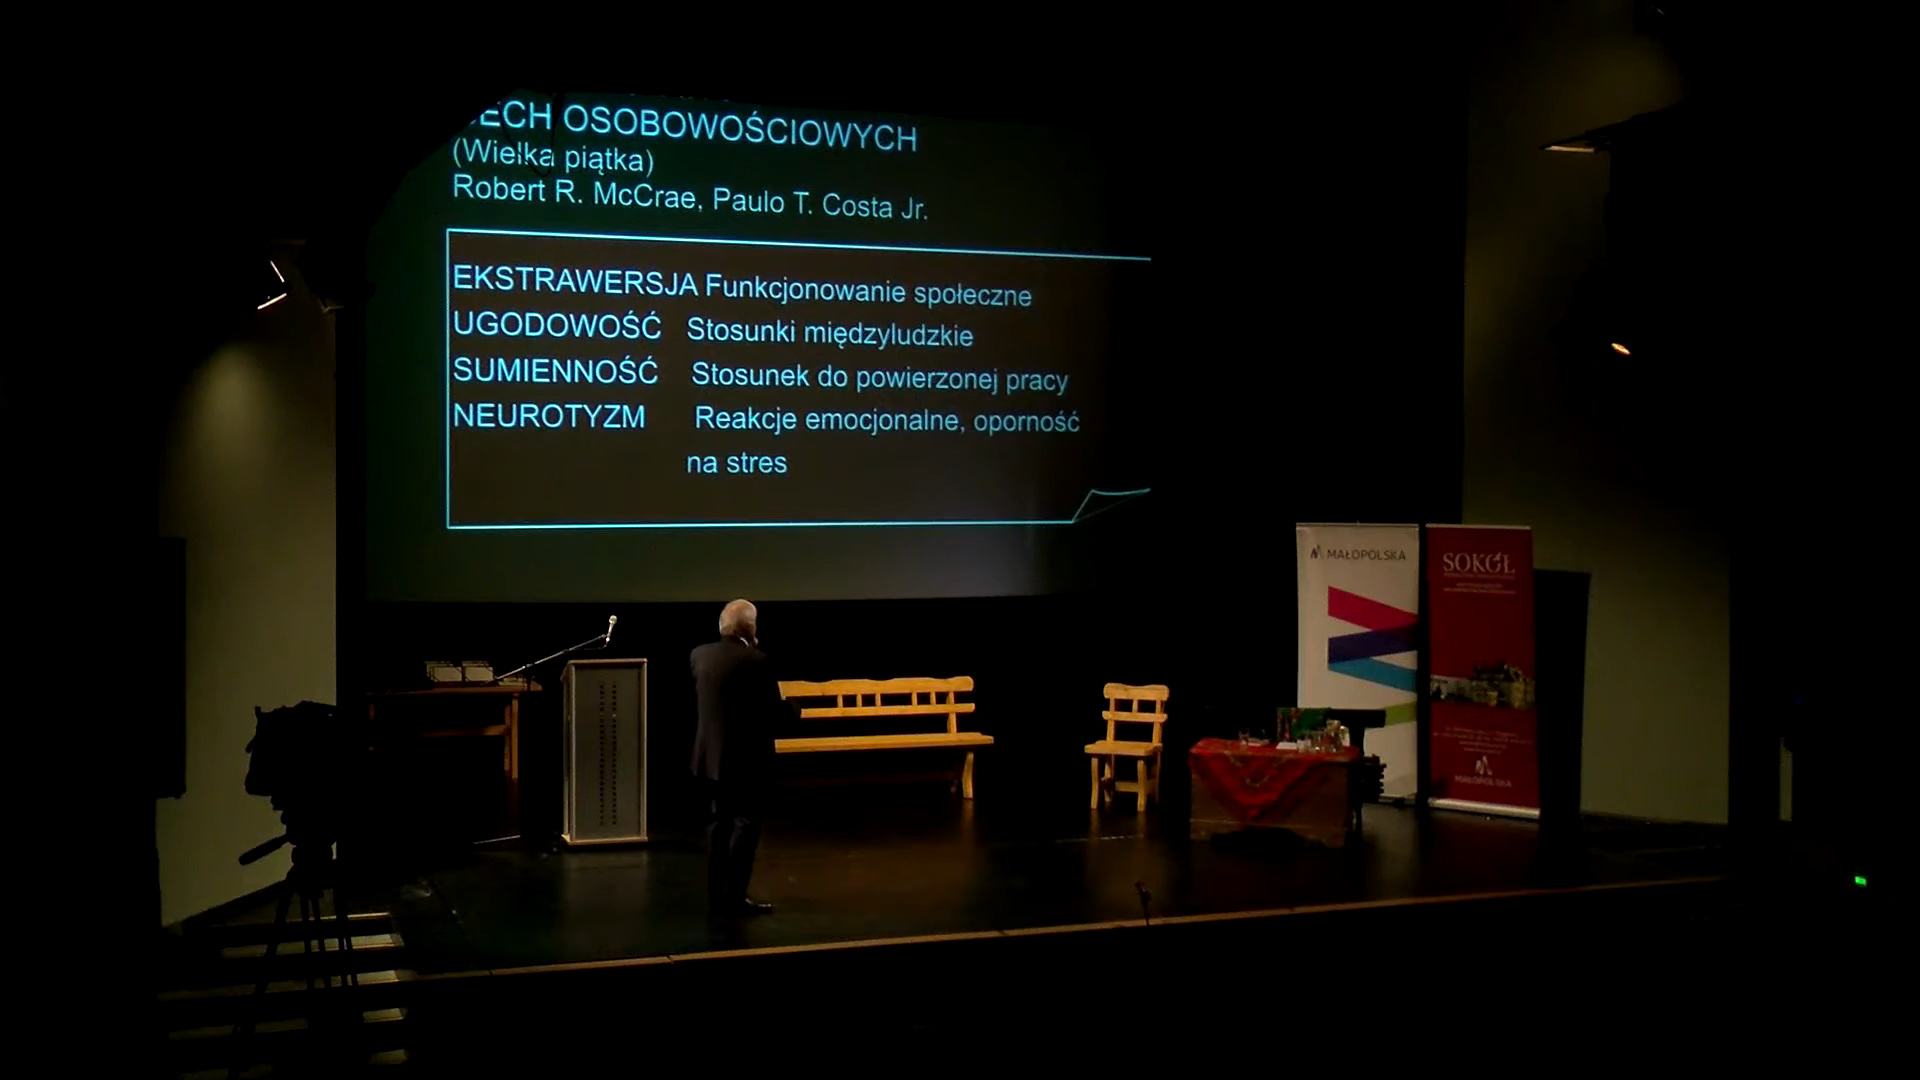 ECH OSOBOWOŚCIOWYCH
(Wielka piątka)
Robert R. McCrae, Paulo T. Costa Jr.
EKSTRAWERSJA Funkcjonowanie społeczne
UGODOWOŚĆ Stosunki międzyludzkie
SUMIENNOŚĆ Stosunek do powierzonej pracy
NEUROTYZM Reakcje emocjonalne, oporność
na stres
MAŁOPOLSKA
SOKÓŁ
MAŁOPOLSKA